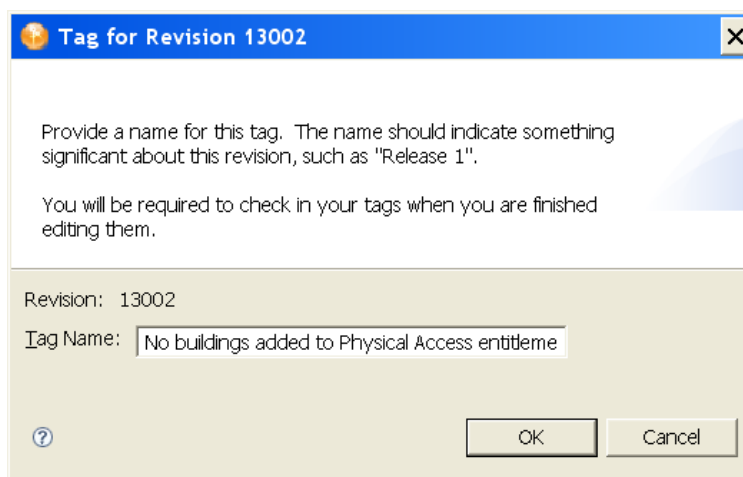 Tag for Revision 13002
Provide a name for this tag. The name should indicate something
significant about this revision, such as "Release 1".
You will be required to check in your tags when you are finished
editing them.
Revision: 13002
Tag Name: No buildings added to Physical Access entitleme
OK Cancel